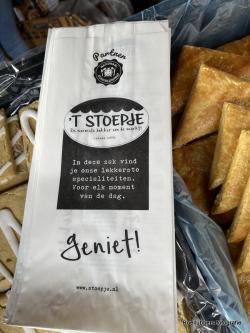 Partner
'T STOEPJE
De warmste bakker van de markt!
In deze zak vind
je onze lekkerste
specialiteiten.
Voor elk moment
van de dag.
geniet!
www.stoepje.nl